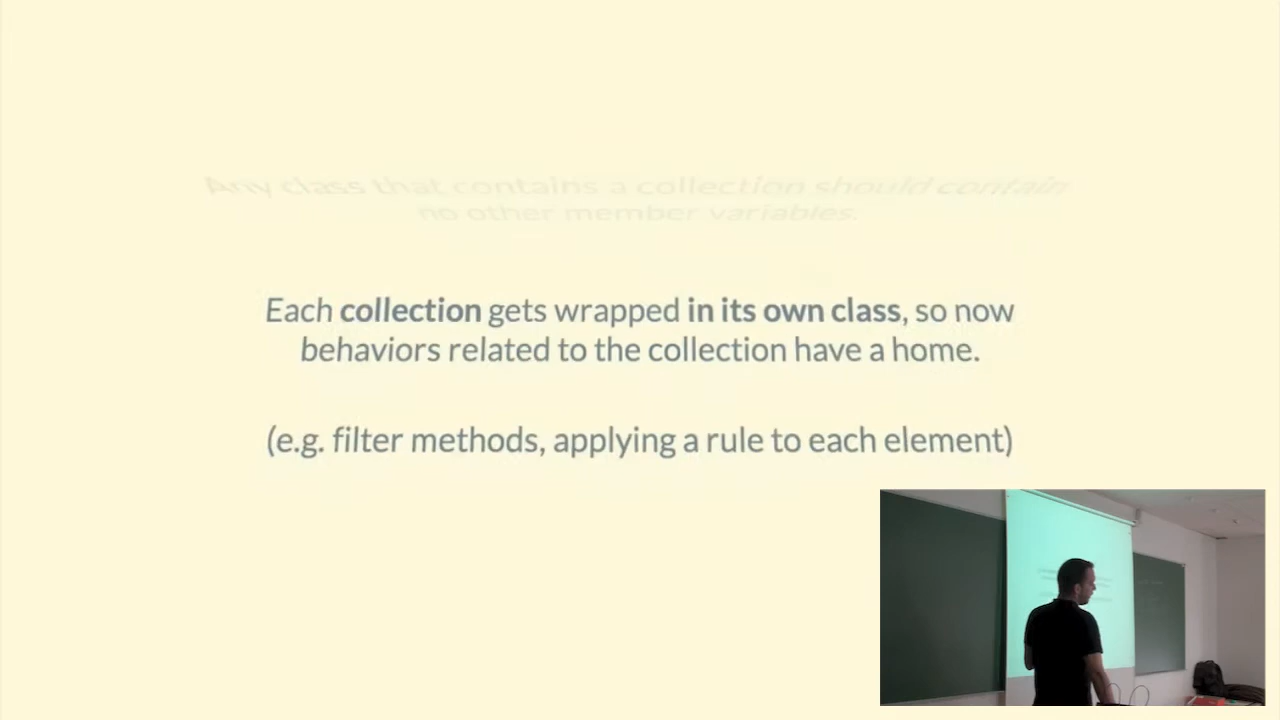 Any class that contains a collection should contain
no other member variables.
Each collection gets wrapped in its own class, so now
behaviors related to the collection have a home.
(e.g. filter methods, applying a rule to each element)